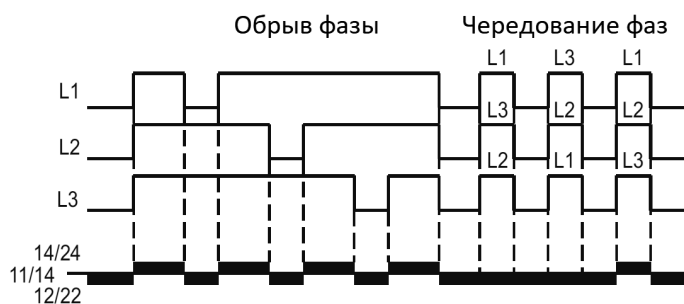 Обрыв фазы Чередование фаз
L1 L3 L1
L1
L3 L2 L2
L2
L2 L1 L3
L3
14/24
11/14
12/22